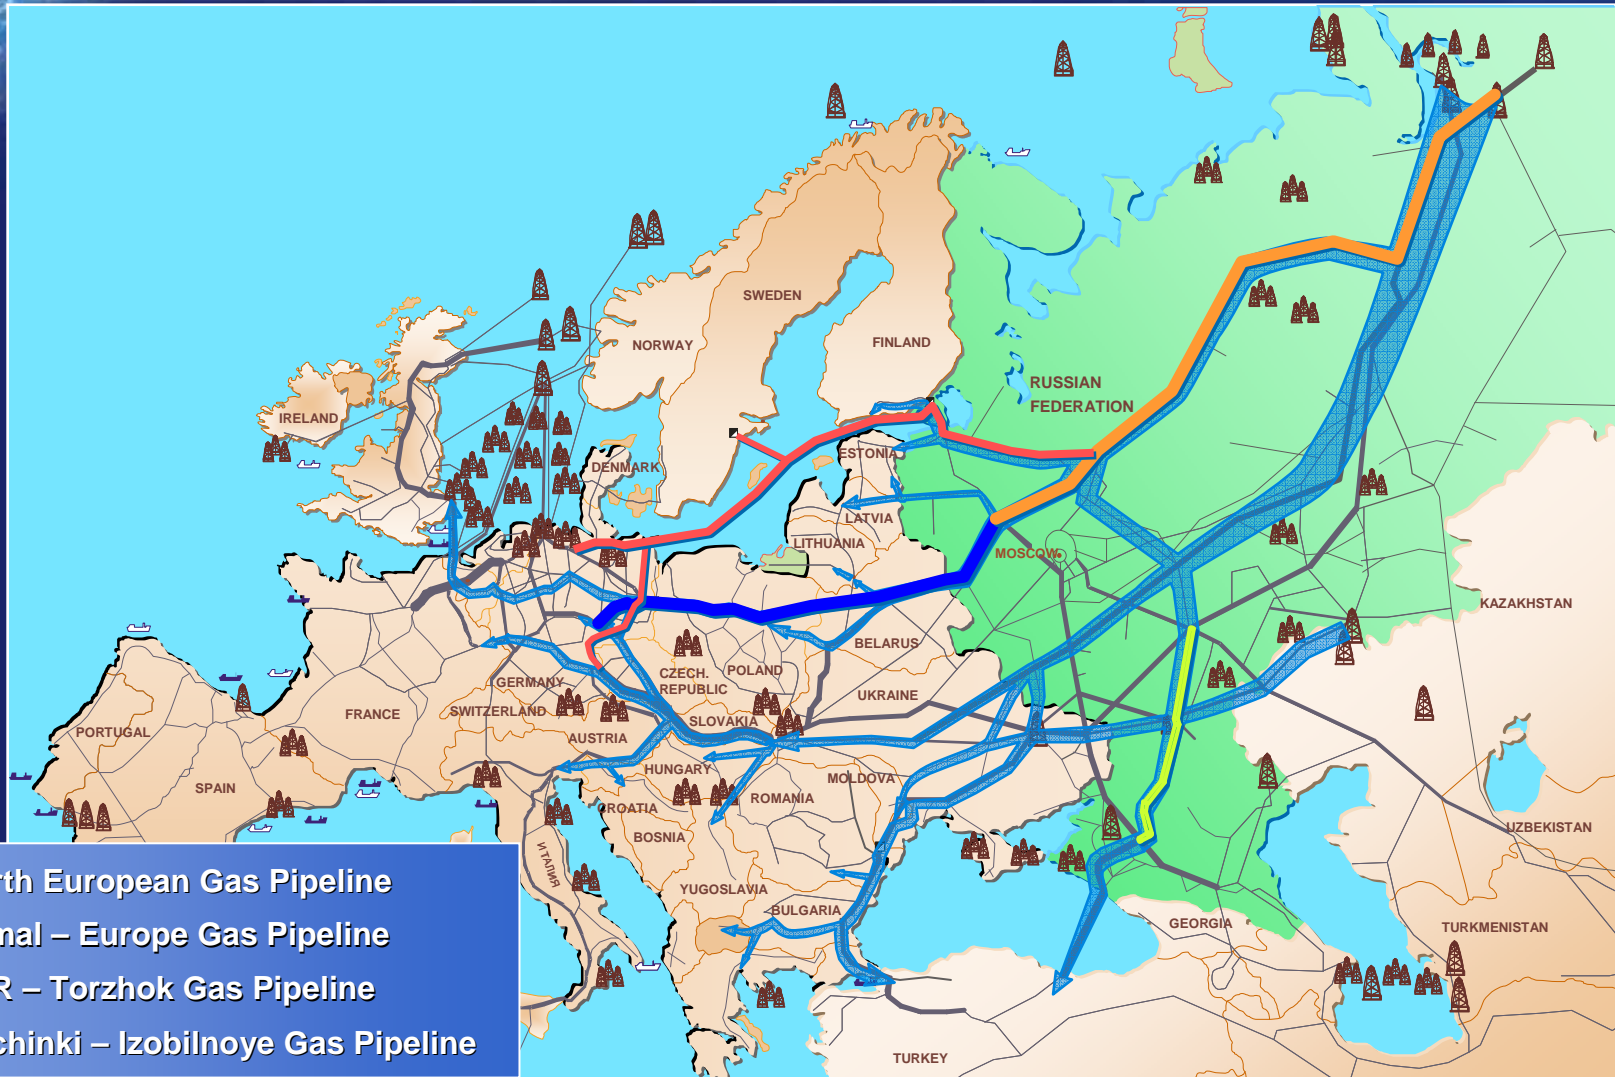 SWEDEN
NORWAY
FINLAND
RUSSIAN
FEDERATION
IRELAND
ESTONIA
DENMARK
LATVIA
LITHUANIA
MOSCOW
KAZAKHSTAN
BELARUS
POLAND
CZECH.
REPUBLIC
GERMANY
UKRAINE
SWITZERLAND
FRANCE
SLOVAKIA
PORTUGAL
AUSTRIA
HUNGARY
MOLDOVA
SPAIN
ROMANIA
CROATIA
UZBEKISTAN
BOSNIA
ИТАЛИЯ
YUGOSLAVIA
BULGARIA
GEORGIA
TURKMENISTAN
TURKEY
rth European Gas Pipeline
mal – Europe Gas Pipeline
R – Torzhok Gas Pipeline
chinki – Izobilnoye Gas Pipeline